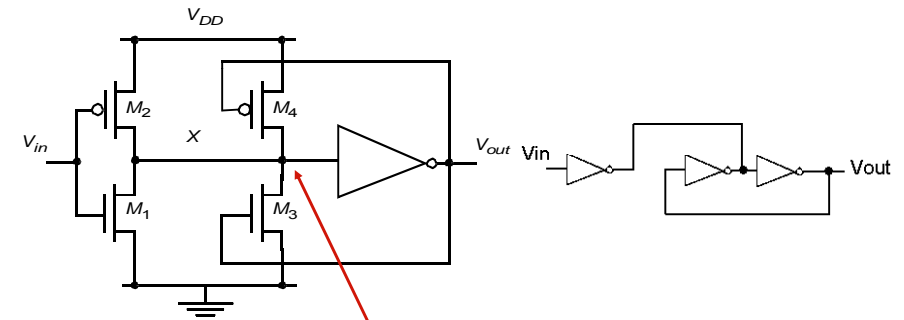 V_DD
M_2
M_4
X
V_in
V_out
Vin
Vout
M_1
M_3